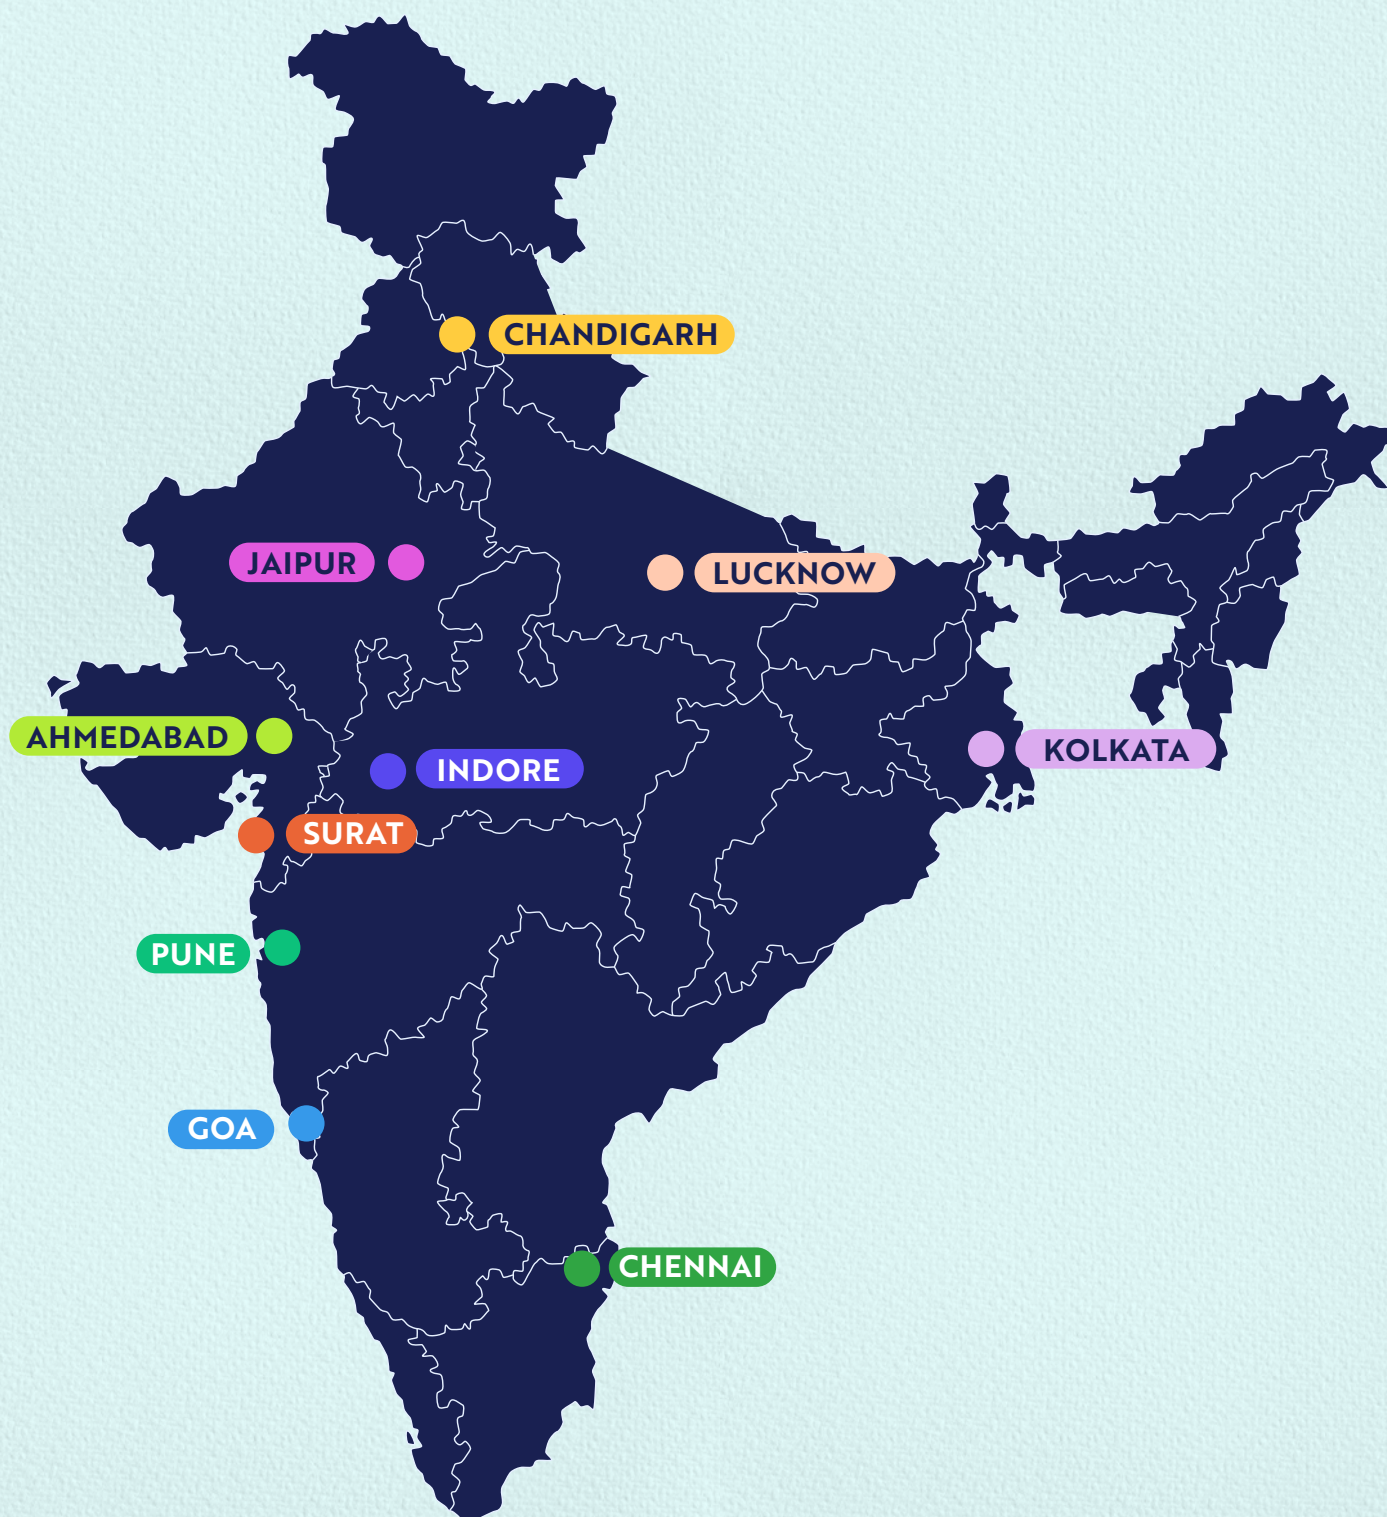 CHANDIGARH
JAIPUR
LUCKNOW
AHMEDABAD
KOLKATA
INDORE
SURAT
PUNE
GOA
CHENNAI